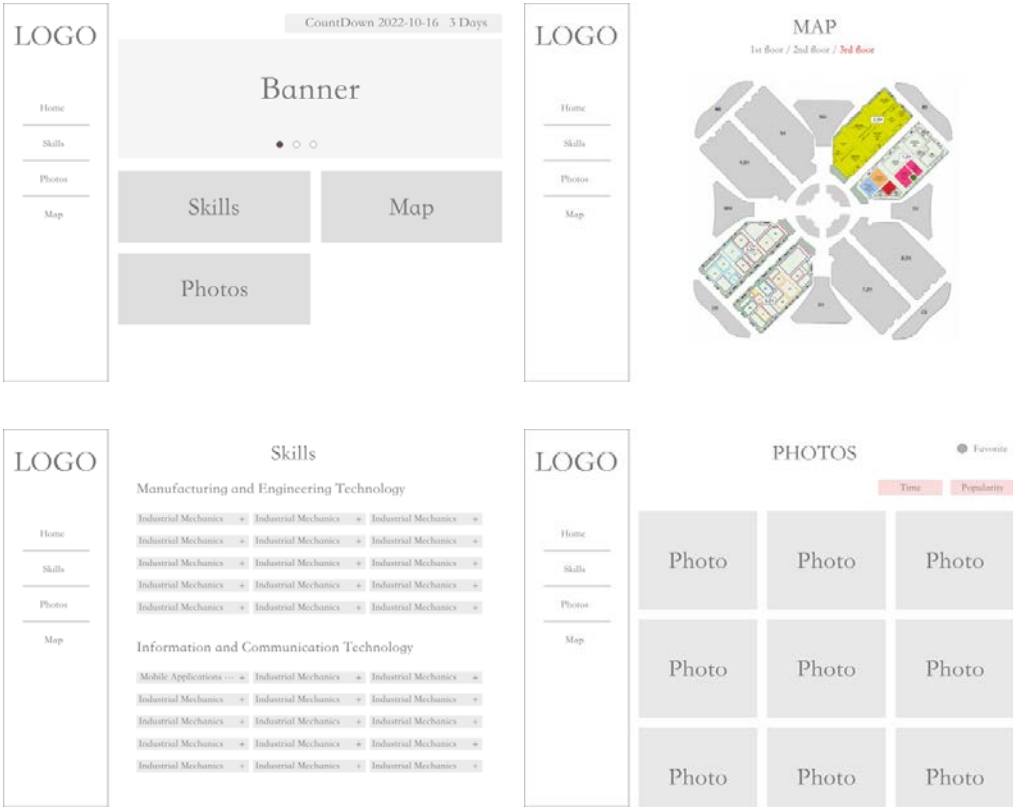 LOGO
Home
Skills
Photos
Map
CountDown 2022-10-16 3 Days
Banner
Skills
Map
Photos
LOGO
Home
Skills
Photos
Map
MAP
1st floor / 2nd floor / 3rd floor
LOGO
Home
Skills
Photos
Map
Skills
Manufacturing and Engineering Technology
Industrial Mechanics + Industrial Mechanics + Industrial Mechanics +
Industrial Mechanics + Industrial Mechanics + Industrial Mechanics +
Industrial Mechanics + Industrial Mechanics + Industrial Mechanics +
Industrial Mechanics + Industrial Mechanics + Industrial Mechanics +
Industrial Mechanics + Industrial Mechanics + Industrial Mechanics +
Information and Communication Technology
Mobile Applications ··· + Industrial Mechanics + Industrial Mechanics +
Industrial Mechanics + Industrial Mechanics + Industrial Mechanics +
Industrial Mechanics + Industrial Mechanics + Industrial Mechanics +
Industrial Mechanics + Industrial Mechanics + Industrial Mechanics +
Industrial Mechanics + Industrial Mechanics + Industrial Mechanics +
LOGO
Home
Skills
Photos
Map
PHOTOS
Favorite
Time Popularity
Photo Photo Photo
Photo Photo Photo
Photo Photo Photo